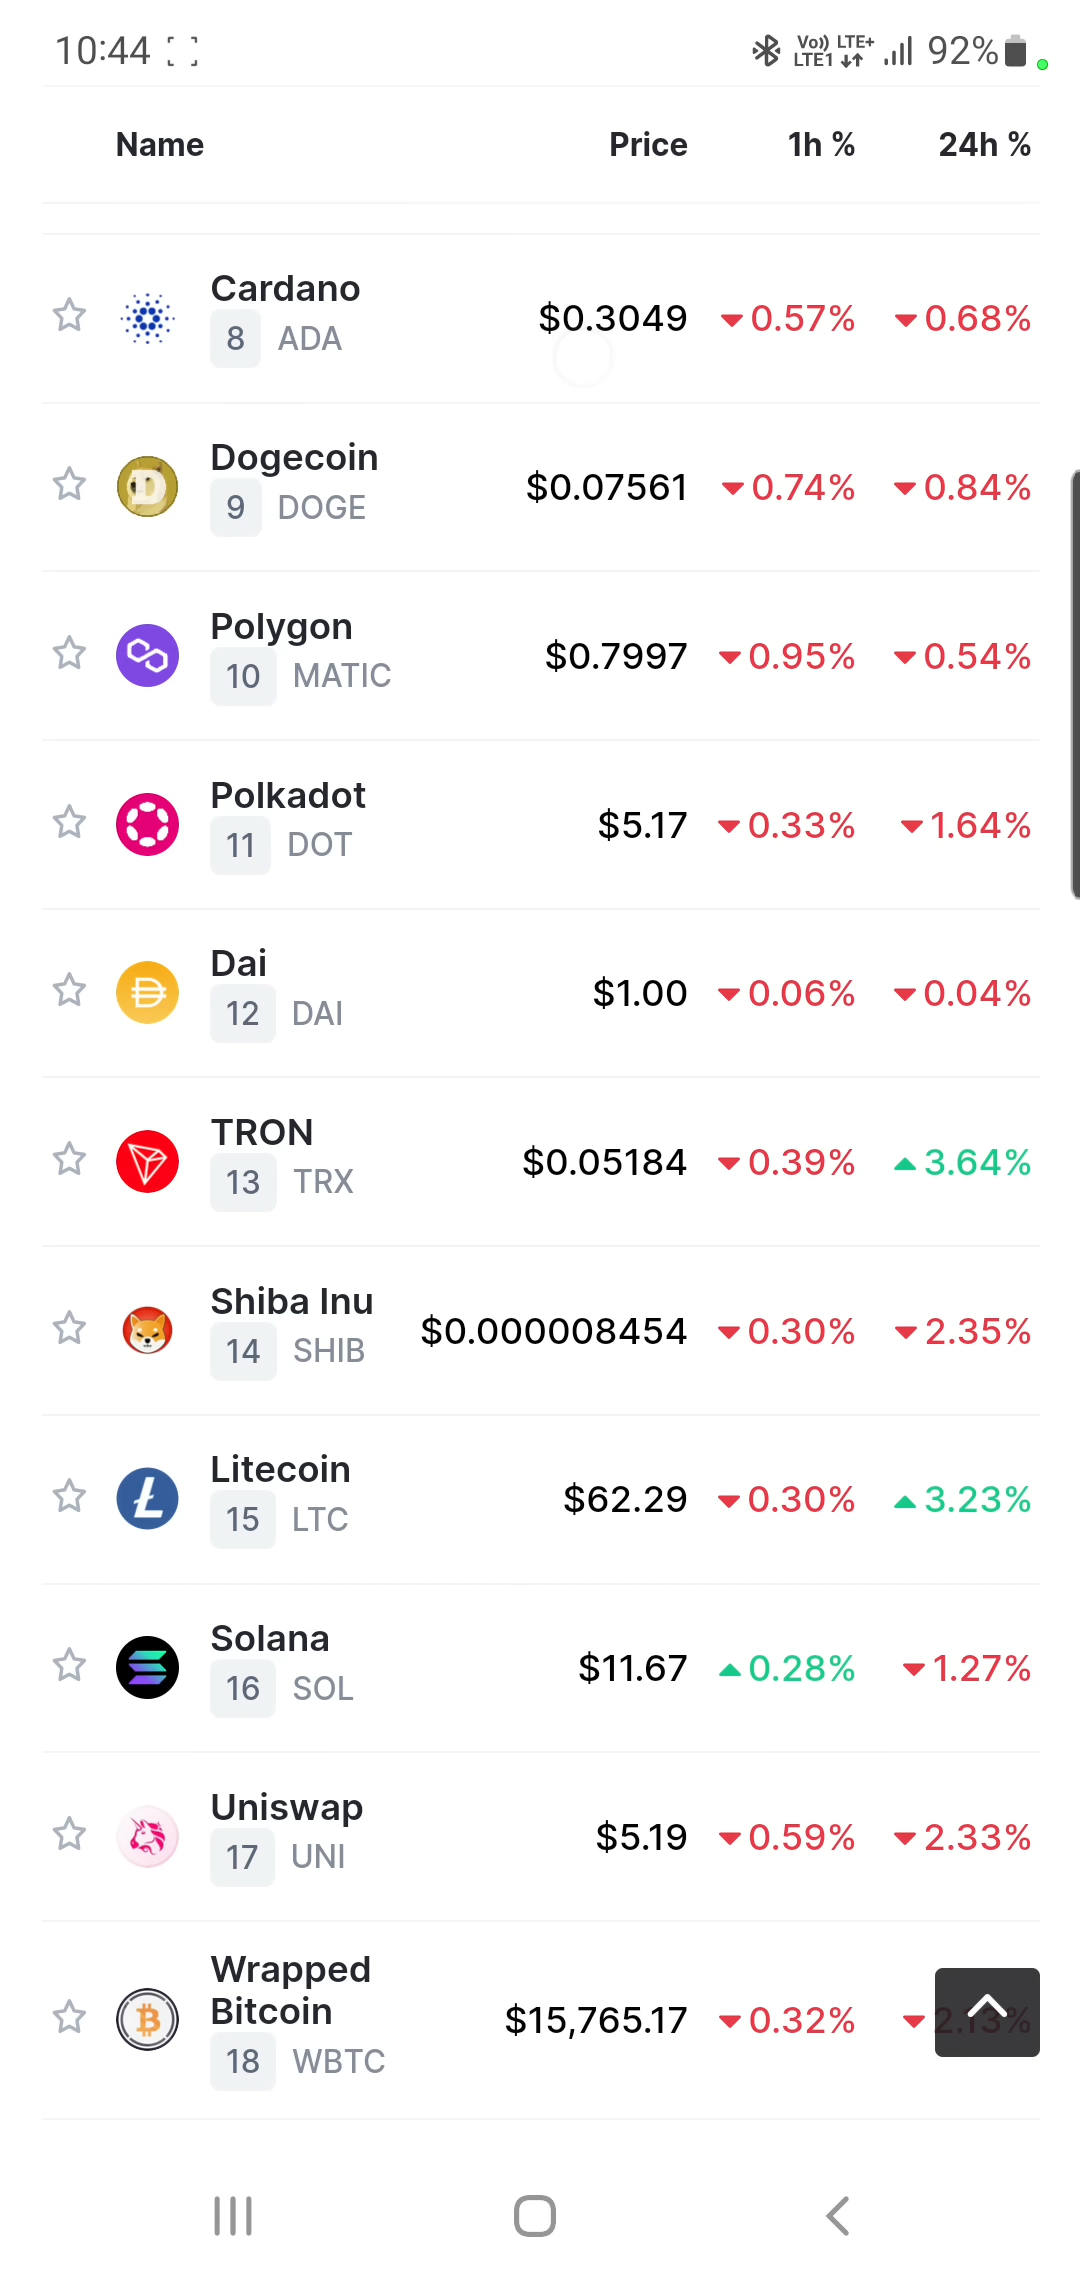 10:44 Vo)) LTE+ 92%
LTE1
Name Price 1h % 24h %
Cardano
8 ADA $0.3049 0.57% 0.68%
Dogecoin
9 DOGE $0.07561 0.74% 0.84%
Polygon
10 MATIC $0.7997 0.95% 0.54%
Polkadot
11 DOT $5.17 0.33% 1.64%
Dai
12 DAI $1.00 0.06% 0.04%
TRON
13 TRX $0.05184 0.39% 3.64%
Shiba Inu
14 SHIB $0.000008454 0.30% 2.35%
Litecoin
15 LTC $62.29 0.30% 3.23%
Solana
16 SOL $11.67 0.28% 1.27%
Uniswap
17 UNI $5.19 0.59% 2.33%
Wrapped
Bitcoin $15,765.17 0.32% 2.13%
18 WBTC